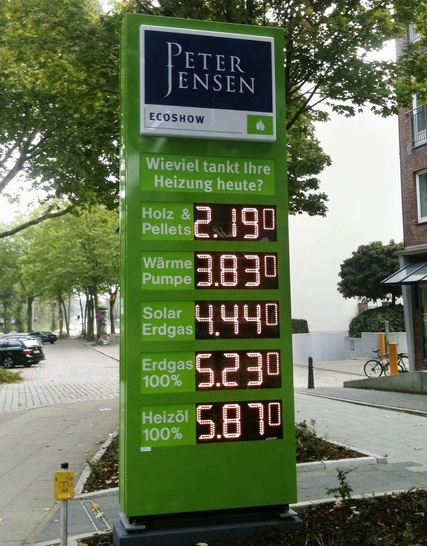 PETER
JENSEN
ECOSHOW
Wieviel tankt Ihre
Heizung heute?
Holz &
Pellets
2.190
Wärme
Pumpe
3.830
Solar
Erdgas
4.440
Erdgas
100%
5.230
Heizöl
100%
5.870